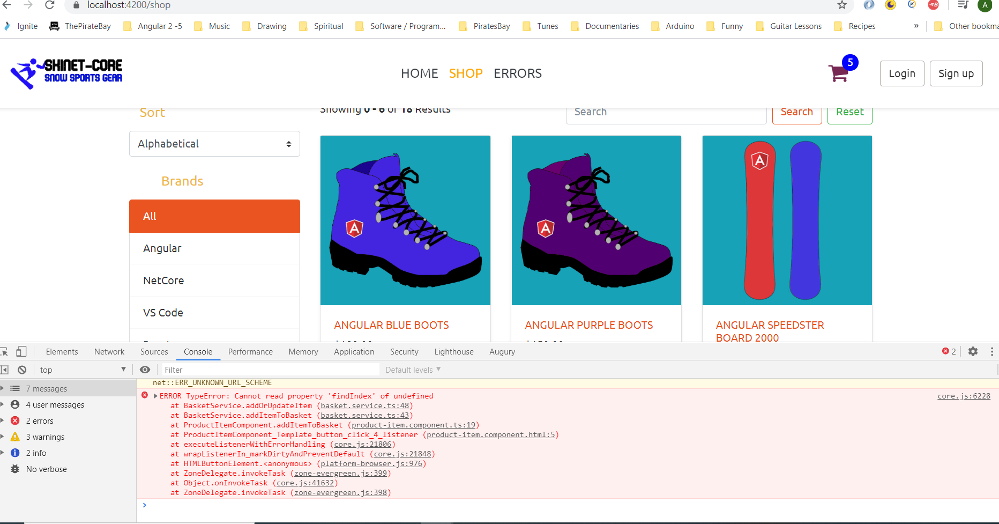 localhost:4200/shop
A
Ignite ThePirateBay Angular 2 -5 Music Drawing Spiritual Software / Program... PiratesBay Tunes Documentaries Arduino Funny Guitar Lessons Recipes » Other bookma
SHINET-CORE
SNOW SPORTS GEAR
HOME SHOP ERRORS
5
Login Sign up
Sort
Showing 0 - 6 of 18 Results
Search Search Reset
Alphabetical
Brands
All
Angular
NetCore
VS Code
ANGULAR BLUE BOOTS
ANGULAR PURPLE BOOTS
ANGULAR SPEEDSTER
BOARD 2000
Elements Network Sources Console Performance Memory Application Security Lighthouse Augury 2
top Filter Default levels
7 messages
4 user messages
2 errors
3 warnings
2 info
No verbose
net::ERR_UNKNOWN_URL_SCHEME
ERROR TypeError: Cannot read property 'findIndex' of undefined core.js:6228
at BasketService.addOrUpdateItem (basket.service.ts:48)
at BasketService.addItemToBasket (basket.service.ts:43)
at ProductItemComponent.addItemToBasket (product-item.component.ts:19)
at ProductItemComponent_Template_button_click_4_listener (product-item.component.html:5)
at executeListenerWithErrorHandling (core.js:21806)
at wrapListenerIn_markDirtyAndPreventDefault (core.js:21848)
at HTMLButtonElement.<anonymous> (platform-browser.js:976)
at ZoneDelegate.invokeTask (zone-evergreen.js:399)
at Object.onInvokeTask (core.js:41632)
at ZoneDelegate.invokeTask (zone-evergreen.js:398)